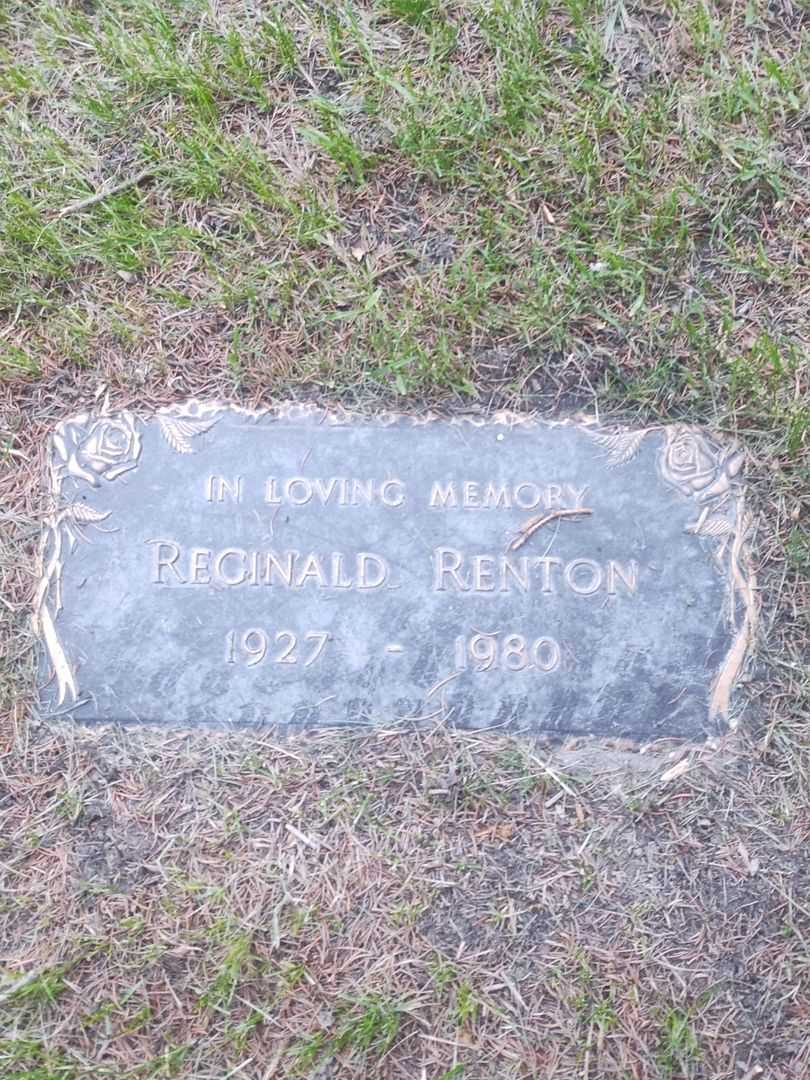 IN LOVING MEMORY
REGINALD RENTON
1927 - 1980